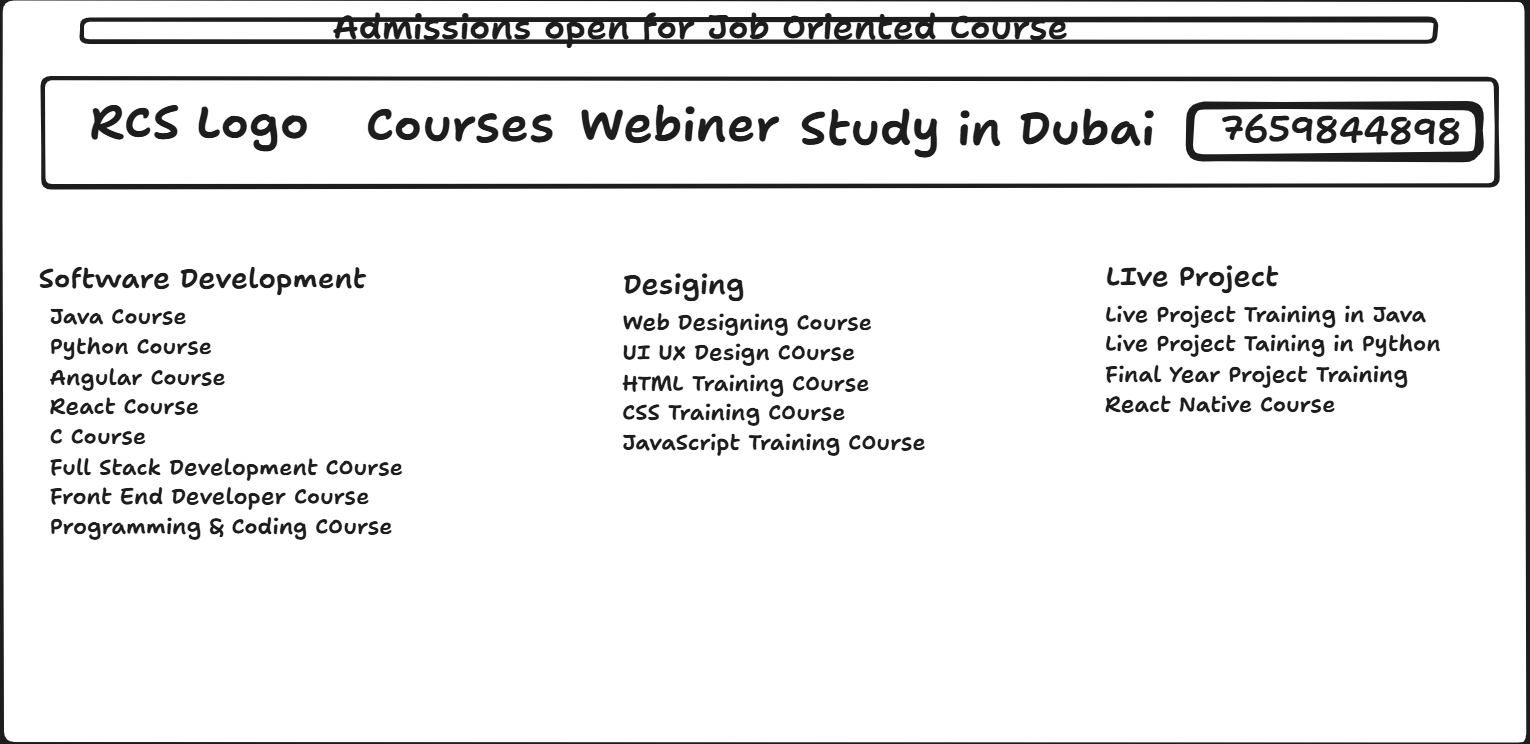 Admissions open for Job Oriented Course
RCS Logo Courses Webiner Study in Dubai 7659844898
Software Development
Java Course
Python Course
Angular Course
React Course
C Course
Full Stack Development COurse
Front End Developer Course
Programming & Coding COurse
Desiging
Web Designing Course
UI UX Design COurse
HTML Training COurse
CSS Training COurse
JavaScript Training COurse
LIve Project
Live Project Training in Java
Live Project Taining in Python
Final Year Project Training
React Native Course